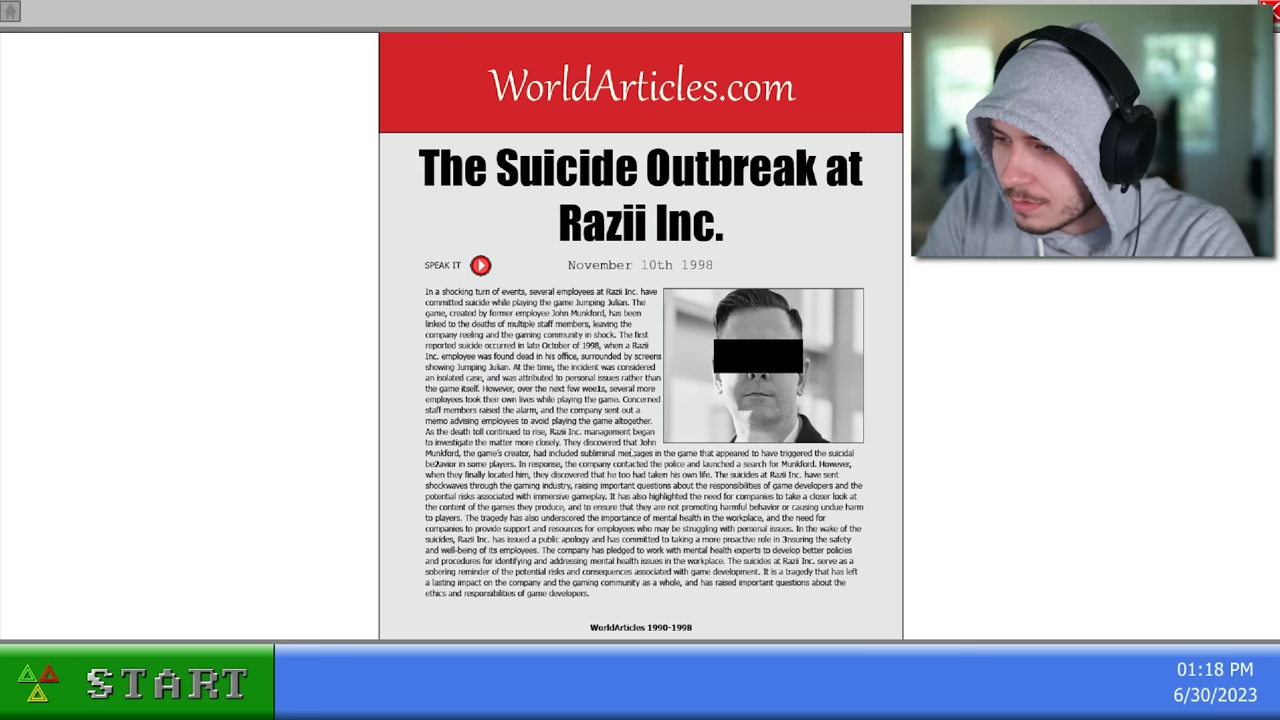 WorldArticles.com
The Suicide Outbreak at
Razii Inc.
SPEAK IT
November 10th 1998
In a shocking turn of events, several employees at Razii Inc. have
committed suicide while playing the game Jumping Julian. The
game, created by former employee John Munkford, has been
linked to the deaths of multiple staff members, leaving the
company reeling and the gaming community in shock. The first
reported suicide occurred in late October of 1998, when a Razii
Inc. employee was found dead in his office, surrounded by screens
showing Jumping Julian. At the time, the incident was considered
an isolated case, and was attributed to personal issues rather than
the game itself. However, over the next few wee1s, several more
employees took their own lives while playing the game. Concerned
staff members raised the alarm, and the company sent out a
memo advising employees to avoid playing the game altogether.
As the death toll continued to rise, Razii Inc. management began
to investigate the matter more closely. They discovered that John
Munkford, the game's creator, had included subliminal messages in the game that appeared to have triggered the suicidal
be2avior in some players. In response, the company contacted the police and launched a search for Munkford. However,
when they finally located him, they discovered that he too had taken his own life. The suicides at Razii Inc. have sent
shockwaves through the gaming industry, raising important questions about the responsibilities of game developers and the
potential risks associated with immersive gameplay. It has also highlighted the need for companies to take a closer look at
the content of the games they produce, and to ensure that they are not promoting harmful behavior or causing undue harm
to players. The tragedy has also underscored the importance of mental health in the workplace, and the need for
companies to provide support and resources for employees who may be struggling with personal issues. In the wake of the
suicides, Razii Inc. has issued a public apology and has committed to taking a more proactive role in 3nsuring the safety
and well-being of its employees. The company has pledged to work with mental health experts to develop better policies
and procedures for identifying and addressing mental health issues in the workplace. The suicides at Razii Inc. serve as a
sobering reminder of the potential risks and consequences associated with game development. It is a tragedy that has left
a lasting impact on the company and the gaming community as a whole, and has raised important questions about the
ethics and responsibilities of game developers.
WorldArticles 1990-1998
START
01:18 PM
6/30/2023